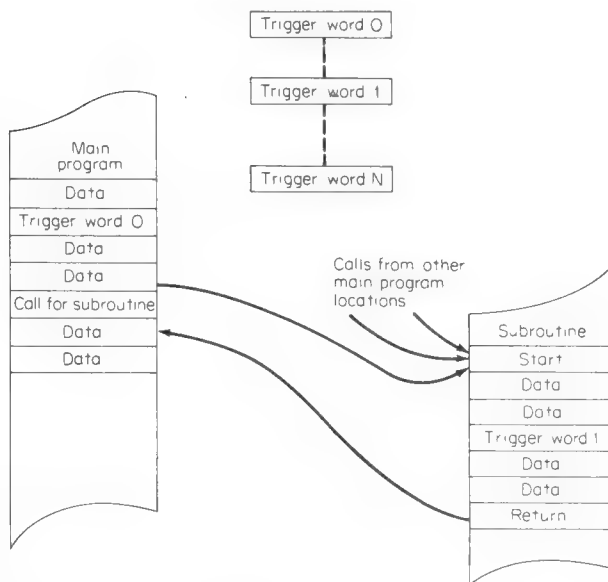 Trigger word 0
Trigger word 1
Trigger word N
Main
program
Data
Trigger word 0
Data
Data
Call for subroutine
Data
Data
Calls from other
main program
locations
Subroutine
Start
Data
Data
Trigger word 1
Data
Data
Return